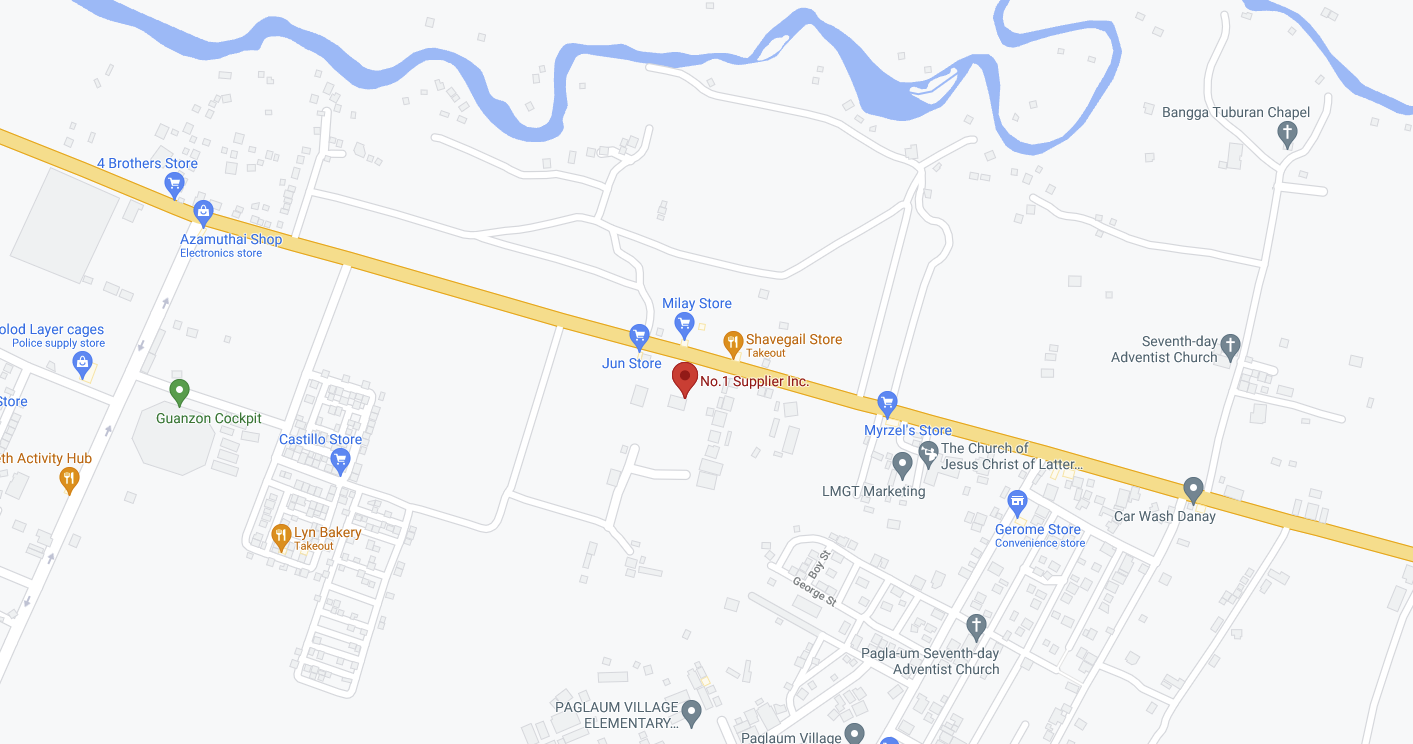 Bangga Tuburan Chapel
4 Brothers Store
Azamuthai Shop
Electronics store
Milay Store
olod Layer cages
Police supply store
Shavegail Store
Takeout
Jun Store
Seventh-day
Adventist Church
No.1 Supplier Inc.
Store
Guanzon Cockpit
Myrzel's Store
Castillo Store
The Church of
Jesus Christ of Latter...
eth Activity Hub
LMGT Marketing
Car Wash Danay
Gerome Store
Convenience store
Lyn Bakery
Takeout
Boy St
George St
Pagla-um Seventh-day
Adventist Church
PAGLAUM VILLAGE
ELEMENTARY...
Paglaum Village